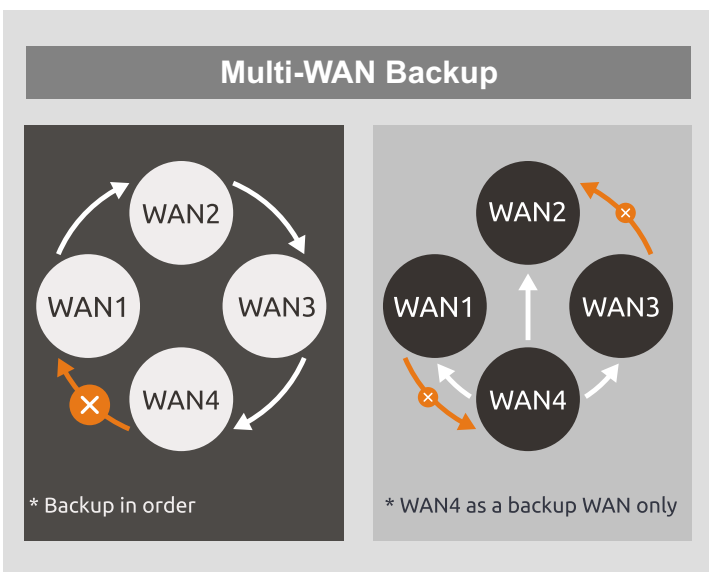 Multi-WAN Backup
WAN2
WAN1
WAN3
WAN4
* Backup in order
WAN2
WAN1
WAN3
WAN4
* WAN4 as a backup WAN only